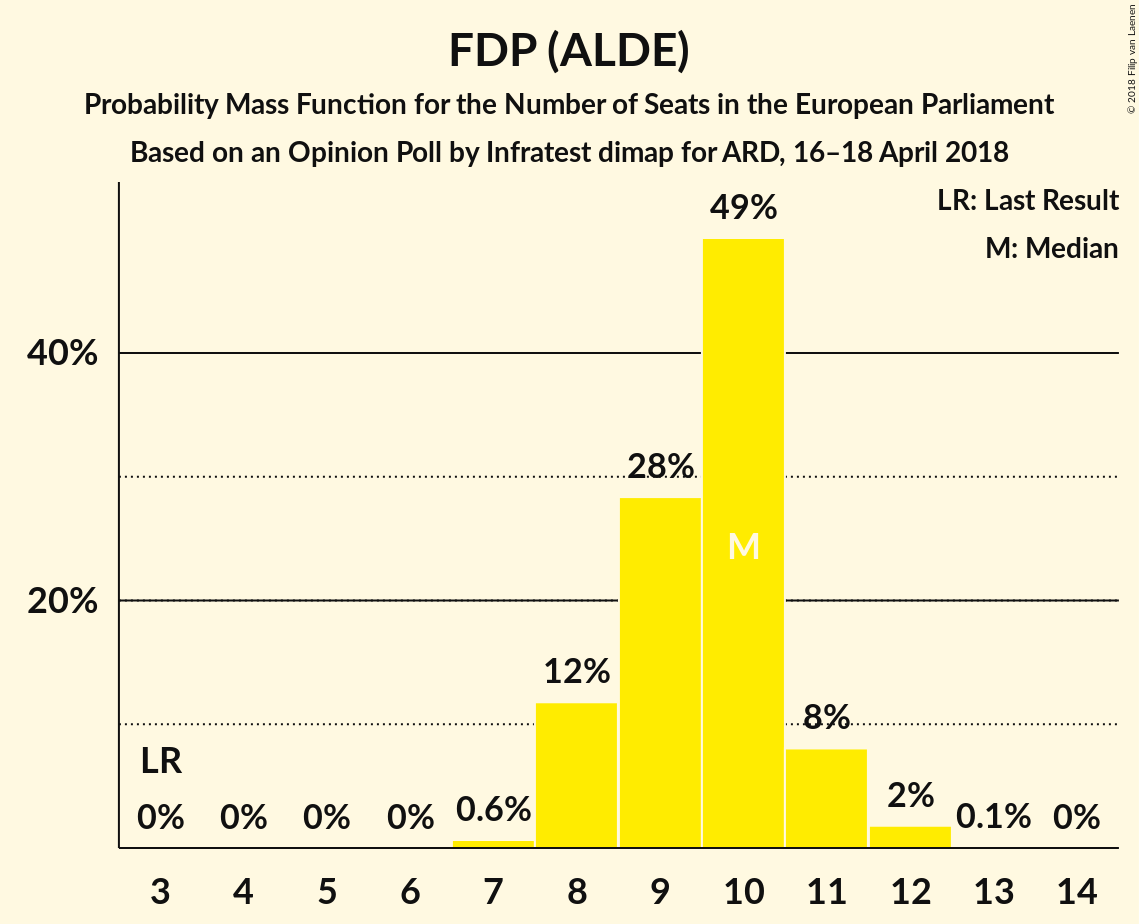 FDP (ALDE)
Probability Mass Function for the Number of Seats in the European Parliament
Based on an Opinion Poll by Infratest dimap for ARD, 16–18 April 2018
© 2018 Filip van Laenen
LR: Last Result
M: Median
49%
40%
28%
M
20%
12%
8%
LR
0% 0% 0% 0% 0.6% 2% 0.1% 0%
3 4 5 6 7 8 9 10 11 12 13 14